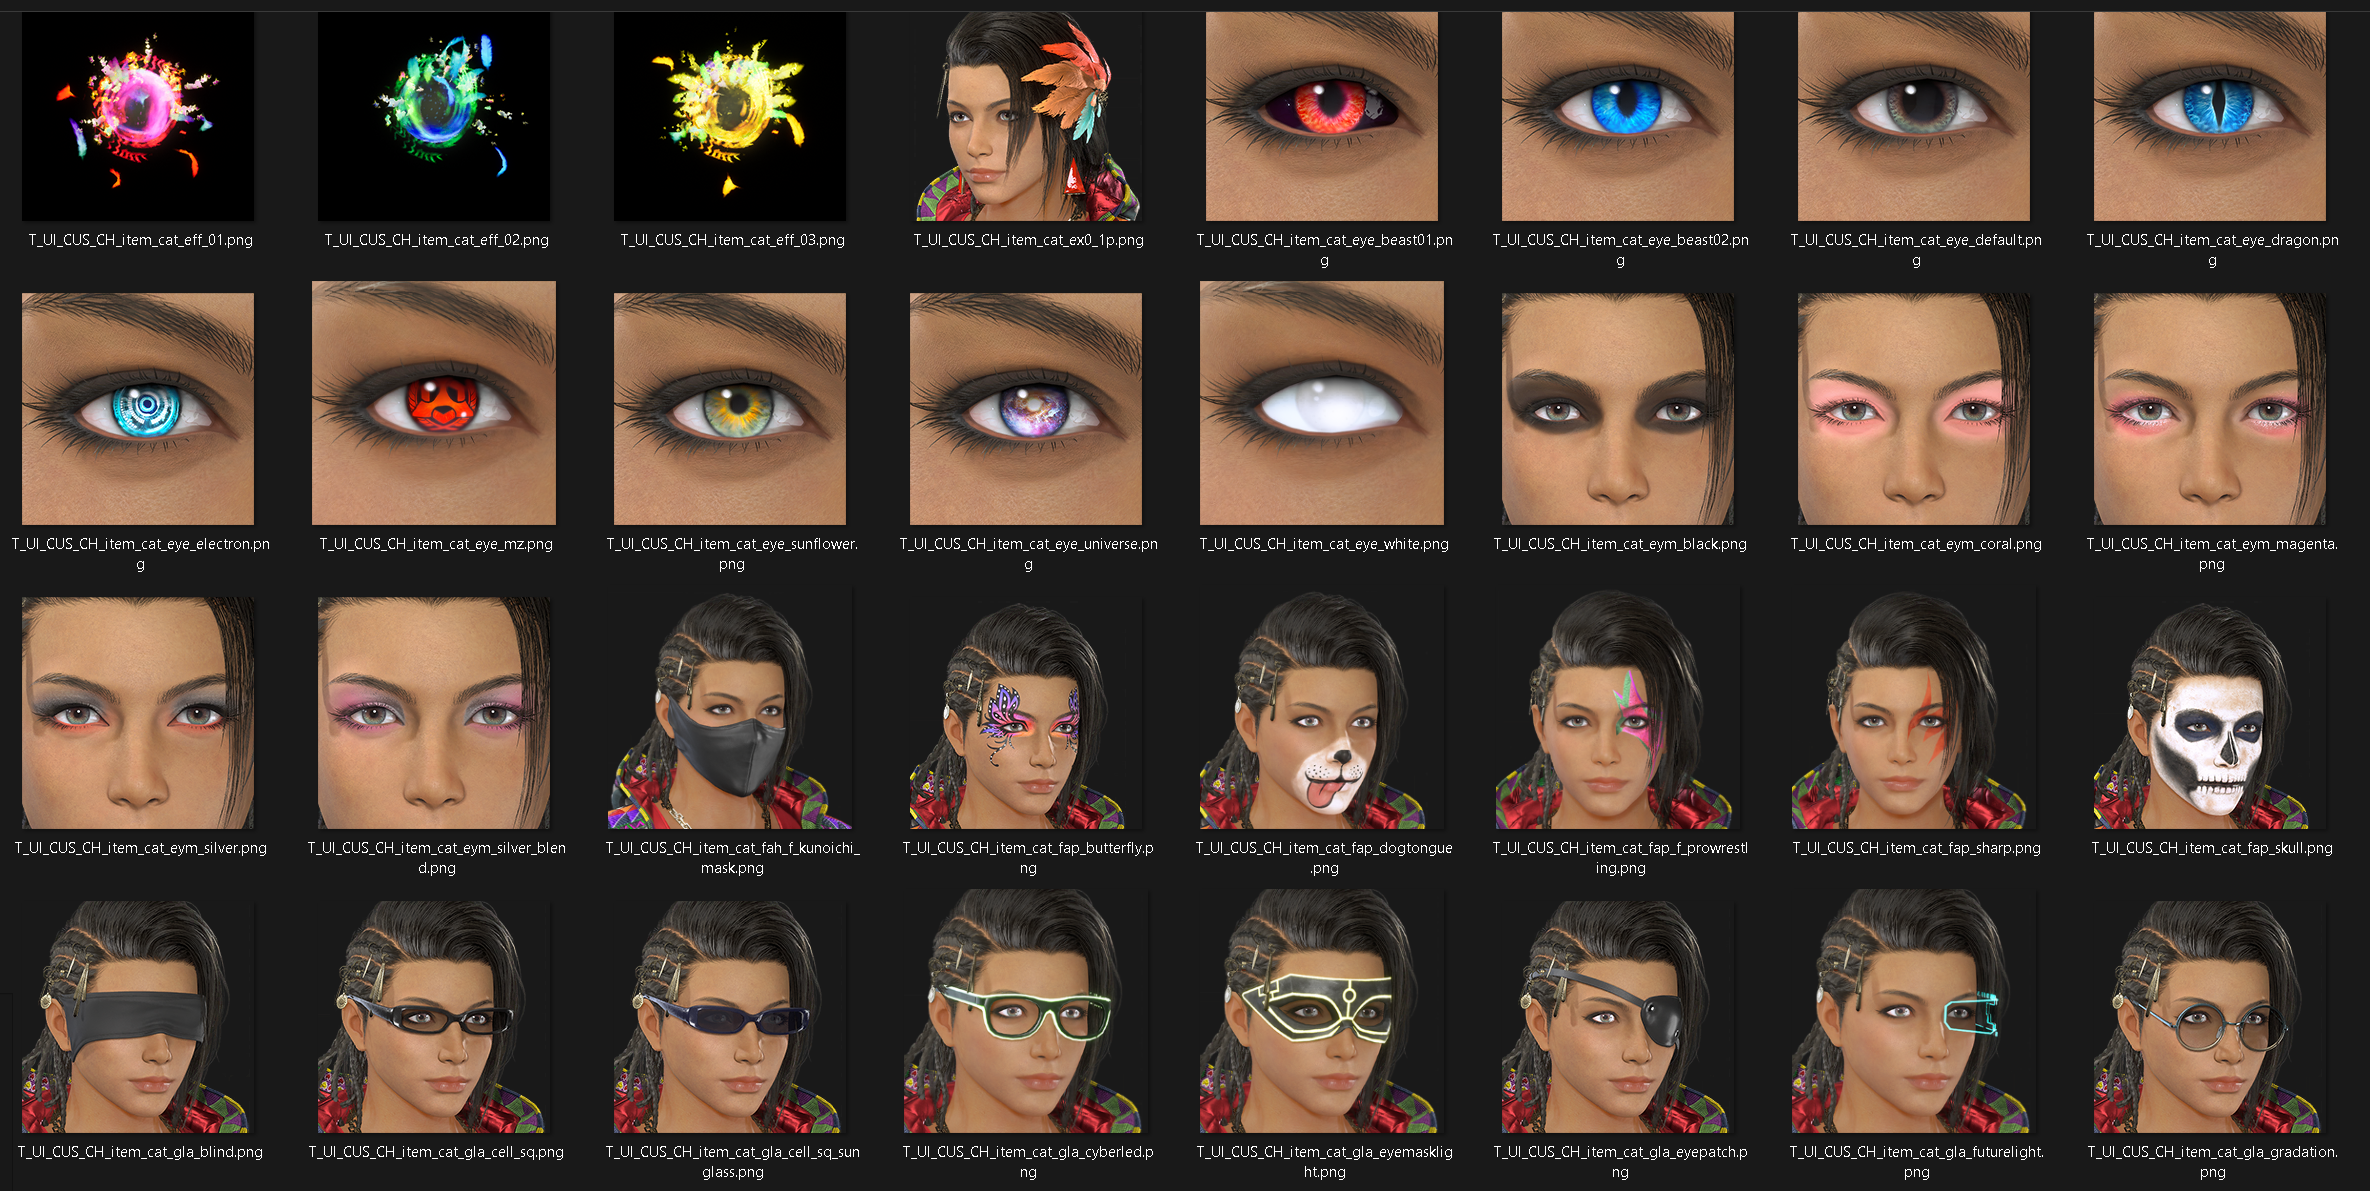 T_UI_CUS_CH_item_cat_eff_01.png
T_UI_CUS_CH_item_cat_eff_02.png
T_UI_CUS_CH_item_cat_eff_03.png
T_UI_CUS_CH_item_cat_ex0_1p.png
T_UI_CUS_CH_item_cat_eye_beast01.pn
g
T_UI_CUS_CH_item_cat_eye_beast02.pn
g
T_UI_CUS_CH_item_cat_eye_default.pn
g
T_UI_CUS_CH_item_cat_eye_dragon.pn
g
T_UI_CUS_CH_item_cat_eye_electron.pn
g
T_UI_CUS_CH_item_cat_eye_mz.png
T_UI_CUS_CH_item_cat_eye_sunflower.
png
T_UI_CUS_CH_item_cat_eye_universe.pn
g
T_UI_CUS_CH_item_cat_eye_white.png
T_UI_CUS_CH_item_cat_eym_black.png
T_UI_CUS_CH_item_cat_eym_coral.png
T_UI_CUS_CH_item_cat_eym_magenta.
png
T_UI_CUS_CH_item_cat_eym_silver.png
T_UI_CUS_CH_item_cat_eym_silver_blen
d.png
T_UI_CUS_CH_item_cat_fah_f_kunoichi_
mask.png
T_UI_CUS_CH_item_cat_fap_butterfly.p
ng
T_UI_CUS_CH_item_cat_fap_dogtongue
.png
T_UI_CUS_CH_item_cat_fap_f_prowrestl
ing.png
T_UI_CUS_CH_item_cat_fap_sharp.png
T_UI_CUS_CH_item_cat_fap_skull.png
T_UI_CUS_CH_item_cat_gla_blind.png
T_UI_CUS_CH_item_cat_gla_cell_sq.png
T_UI_CUS_CH_item_cat_gla_cell_sq_sun
glass.png
T_UI_CUS_CH_item_cat_gla_cyberled.p
ng
T_UI_CUS_CH_item_cat_gla_eyemasklig
ht.png
T_UI_CUS_CH_item_cat_gla_eyepatch.p
ng
T_UI_CUS_CH_item_cat_gla_futurelight.
png
T_UI_CUS_CH_item_cat_gla_gradation.
png